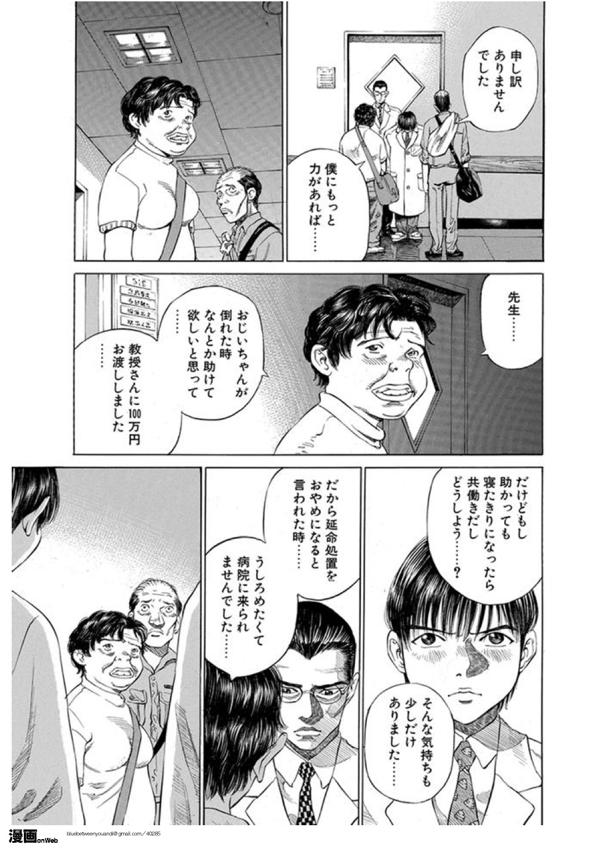 申し訳
ありません
でした
僕にもっと
力があれば……
先生……
おじいちゃんが
倒れた時
なんとか助けて
欲しいと思って
……
教授さんに100万円
お渡ししました
だけどもし
助かっても
寝たきりになったら
共働きだし
どうしよう……?
そんな気持ちも
少しだけ
ありました……
だから延命処置を
おやめになると
言われた時……
うしろめたくて
病院に来られ
ませんでした……
漫画 on Web
bluebetweenyouandi@gmail.com/40285